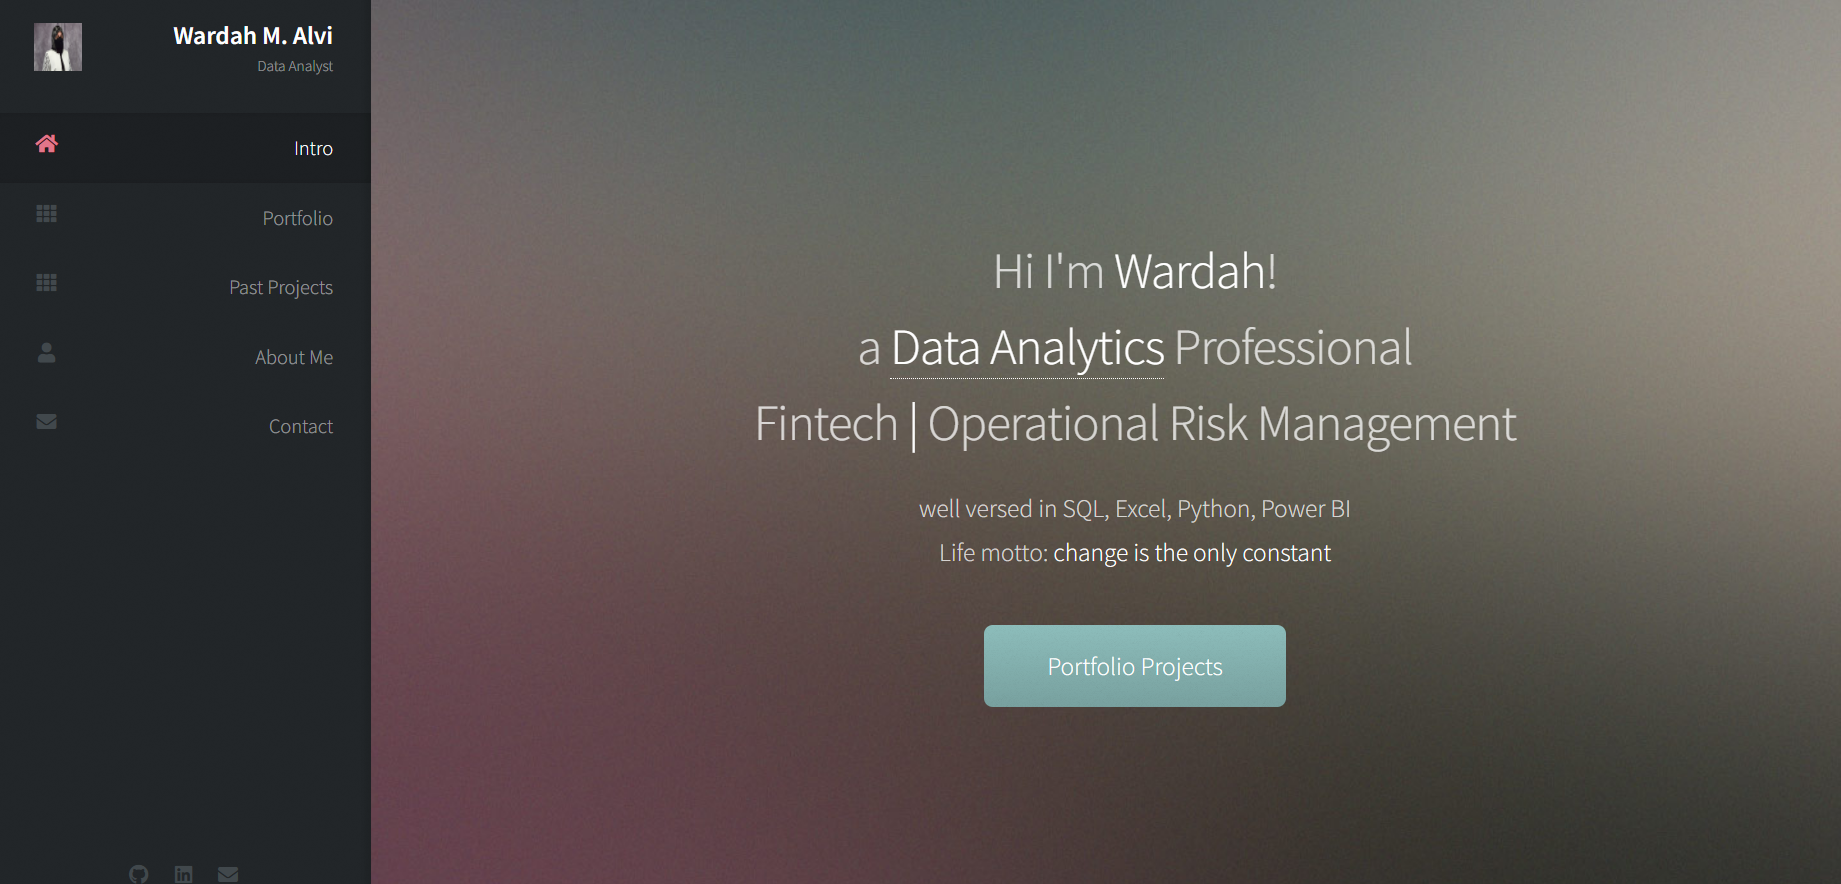 Wardah M. Alvi
Data Analyst
Intro
Portfolio
Past Projects
About Me
Contact
Hi I'm Wardah!
a Data Analytics Professional
Fintech | Operational Risk Management
well versed in SQL, Excel, Python, Power BI
Life motto: change is the only constant
Portfolio Projects